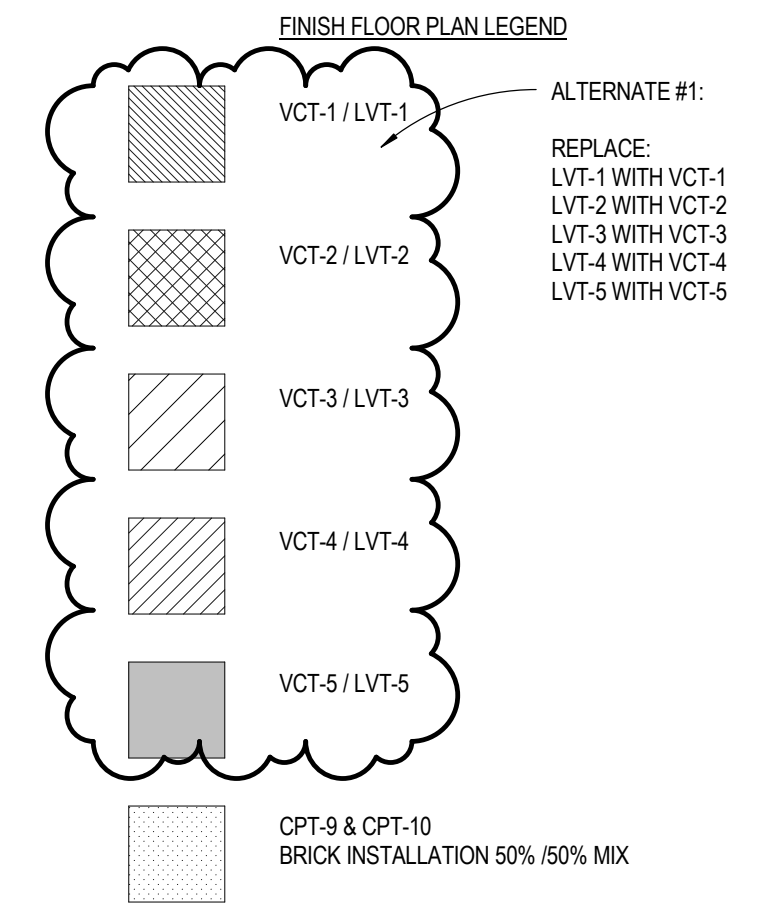 FINISH FLOOR PLAN LEGEND
VCT-1 / LVT-1
ALTERNATE #1:
REPLACE:
LVT-1 WITH VCT-1
LVT-2 WITH VCT-2
LVT-3 WITH VCT-3
LVT-4 WITH VCT-4
LVT-5 WITH VCT-5
VCT-2 / LVT-2
VCT-3 / LVT-3
VCT-4 / LVT-4
VCT-5 / LVT-5
CPT-9 & CPT-10
BRICK INSTALLATION 50% /50% MIX